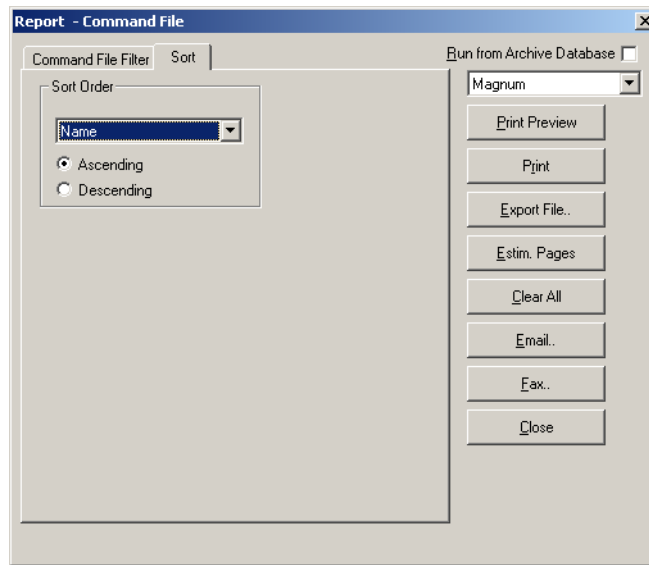 Report  - Command File
Command File Filter
Sort
Run from Archive Database
Sort Order
Magnum
Name
Print Preview
Ascending
Print
Descending
Export File..
Estim. Pages
Clear All
Email..
Fax..
Close